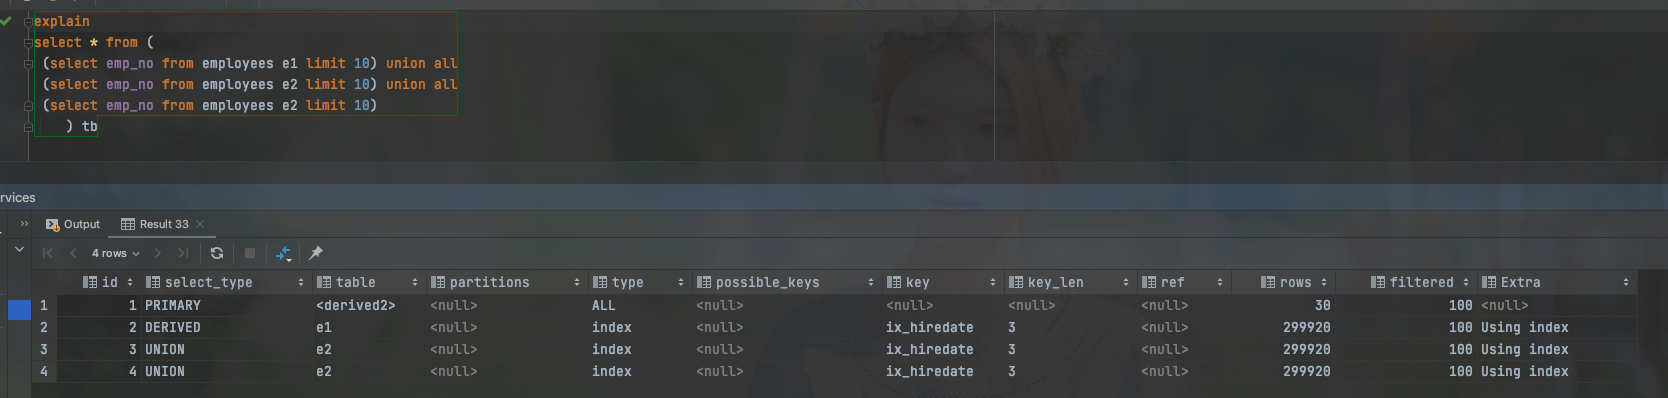 explain
select * from (
(select emp_no from employees e1 limit 10) union all
(select emp_no from employees e2 limit 10) union all
(select emp_no from employees e2 limit 10)
) tb
rvices
Output Result 33
4 rows
id select_type table partitions type possible_keys key key_len ref rows filtered Extra
1 1 PRIMARY <derived2> <null> ALL <null> <null> <null> <null> 30 100 <null>
2 2 DERIVED e1 <null> index <null> ix_hiredate 3 <null> 299920 100 Using index
3 3 UNION e2 <null> index <null> ix_hiredate 3 <null> 299920 100 Using index
4 4 UNION e2 <null> index <null> ix_hiredate 3 <null> 299920 100 Using index